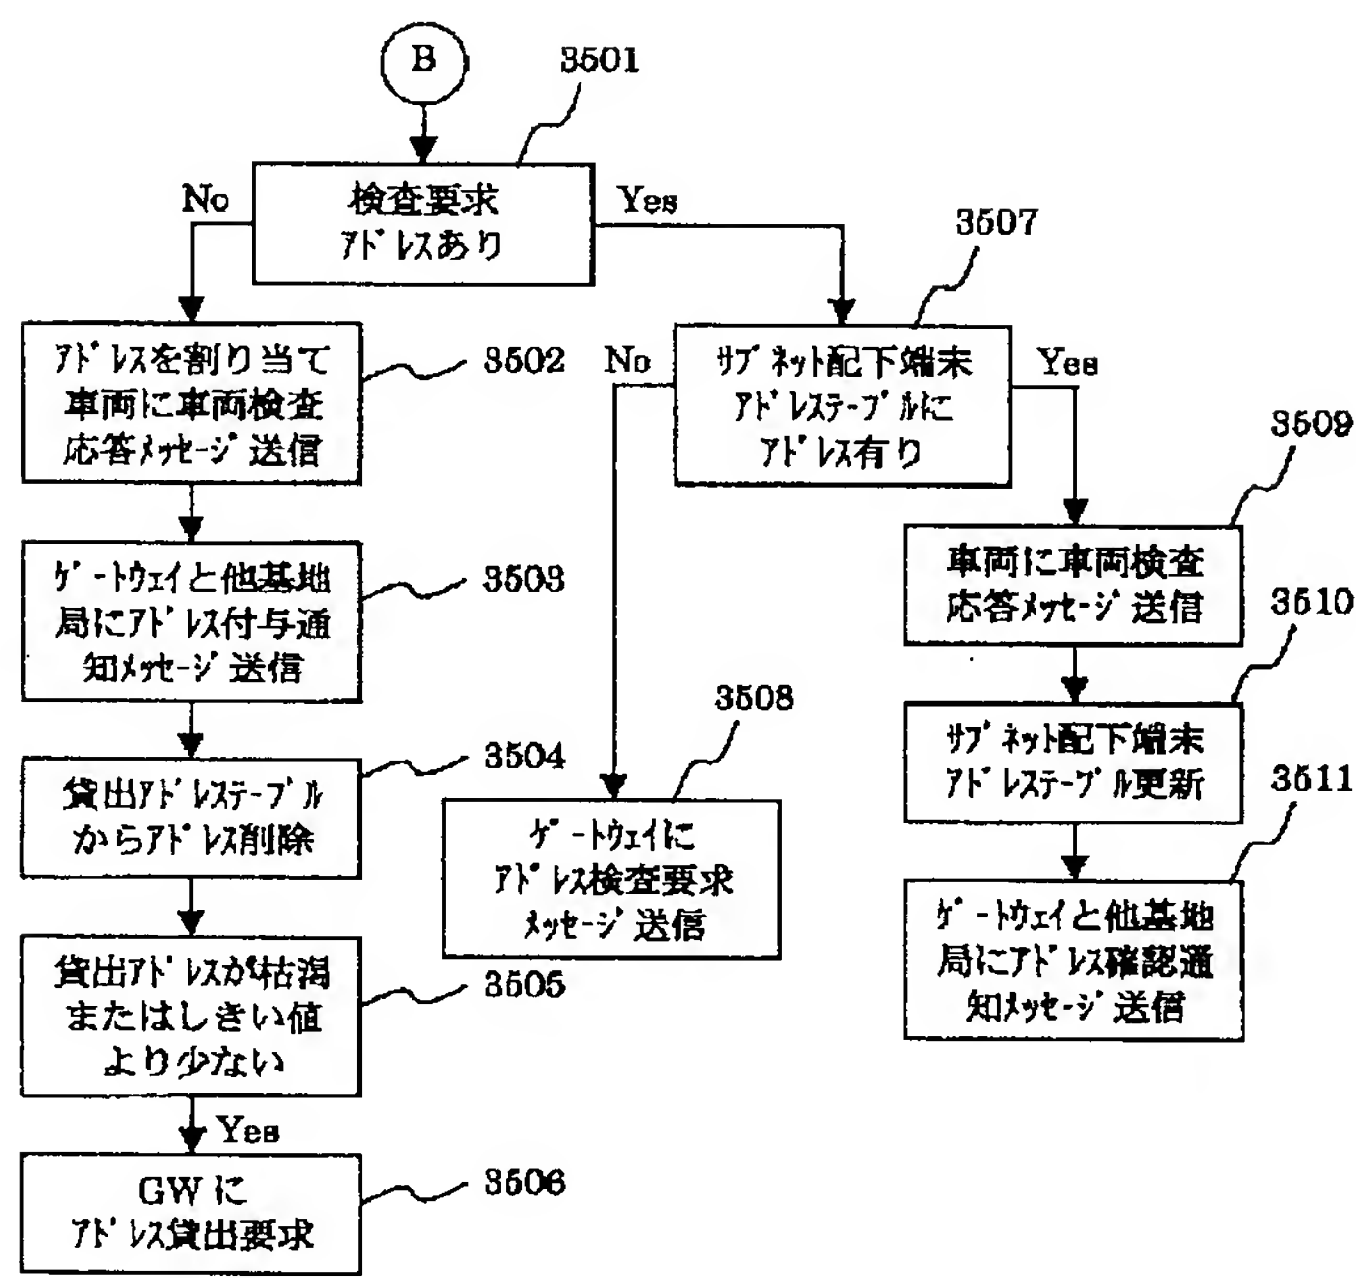 B
3501
検査要求
アドレスあり
No
Yes
3502
アドレスを割り当て
車両に車両検査
応答メッセージ送信
3503
ゲートウェイと他基地
局にアドレス付与通
知メッセージ送信
3504
貸出アドレステーブル
からアドレス削除
3505
貸出アドレスが枯渇
またはしきい値
より少ない
Yes
3506
GWに
アドレス貸出要求
3507
サブネット配下端末
アドレステーブルに
アドレス有り
No
Yes
3508
ゲートウェイに
アドレス検査要求
メッセージ送信
3509
車両に車両検査
応答メッセージ送信
3510
サブネット配下端末
アドレステーブル更新
3511
ゲートウェイと他基地
局にアドレス確認通
知メッセージ送信